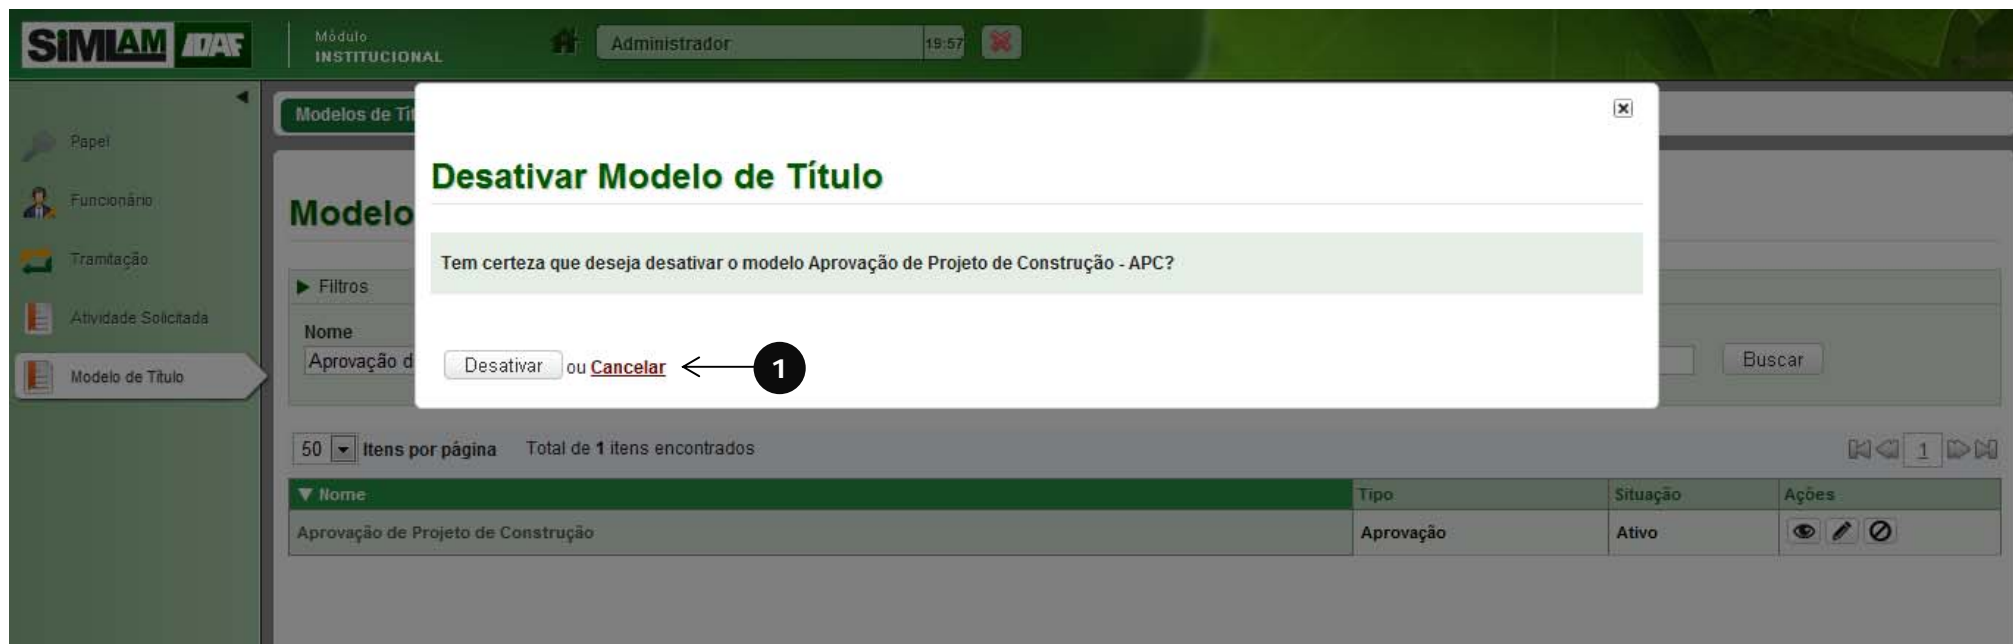 SiMLAM IDAF
Módulo
INSTITUCIONAL
Administrador
19:57
Papel
Funcionário
Tramitação
Atividade Solicitada
Modelo de Título
Modelos de Tít
Modelo
Desativar Modelo de Título
Tem certeza que deseja desativar o modelo Aprovação de Projeto de Construção - APC?
Desativar ou Cancelar
1
Filtros
Nome
Aprovação d
Buscar
50 Itens por página Total de 1 itens encontrados
1
Nome Tipo Situação Ações
Aprovação de Projeto de Construção Aprovação Ativo